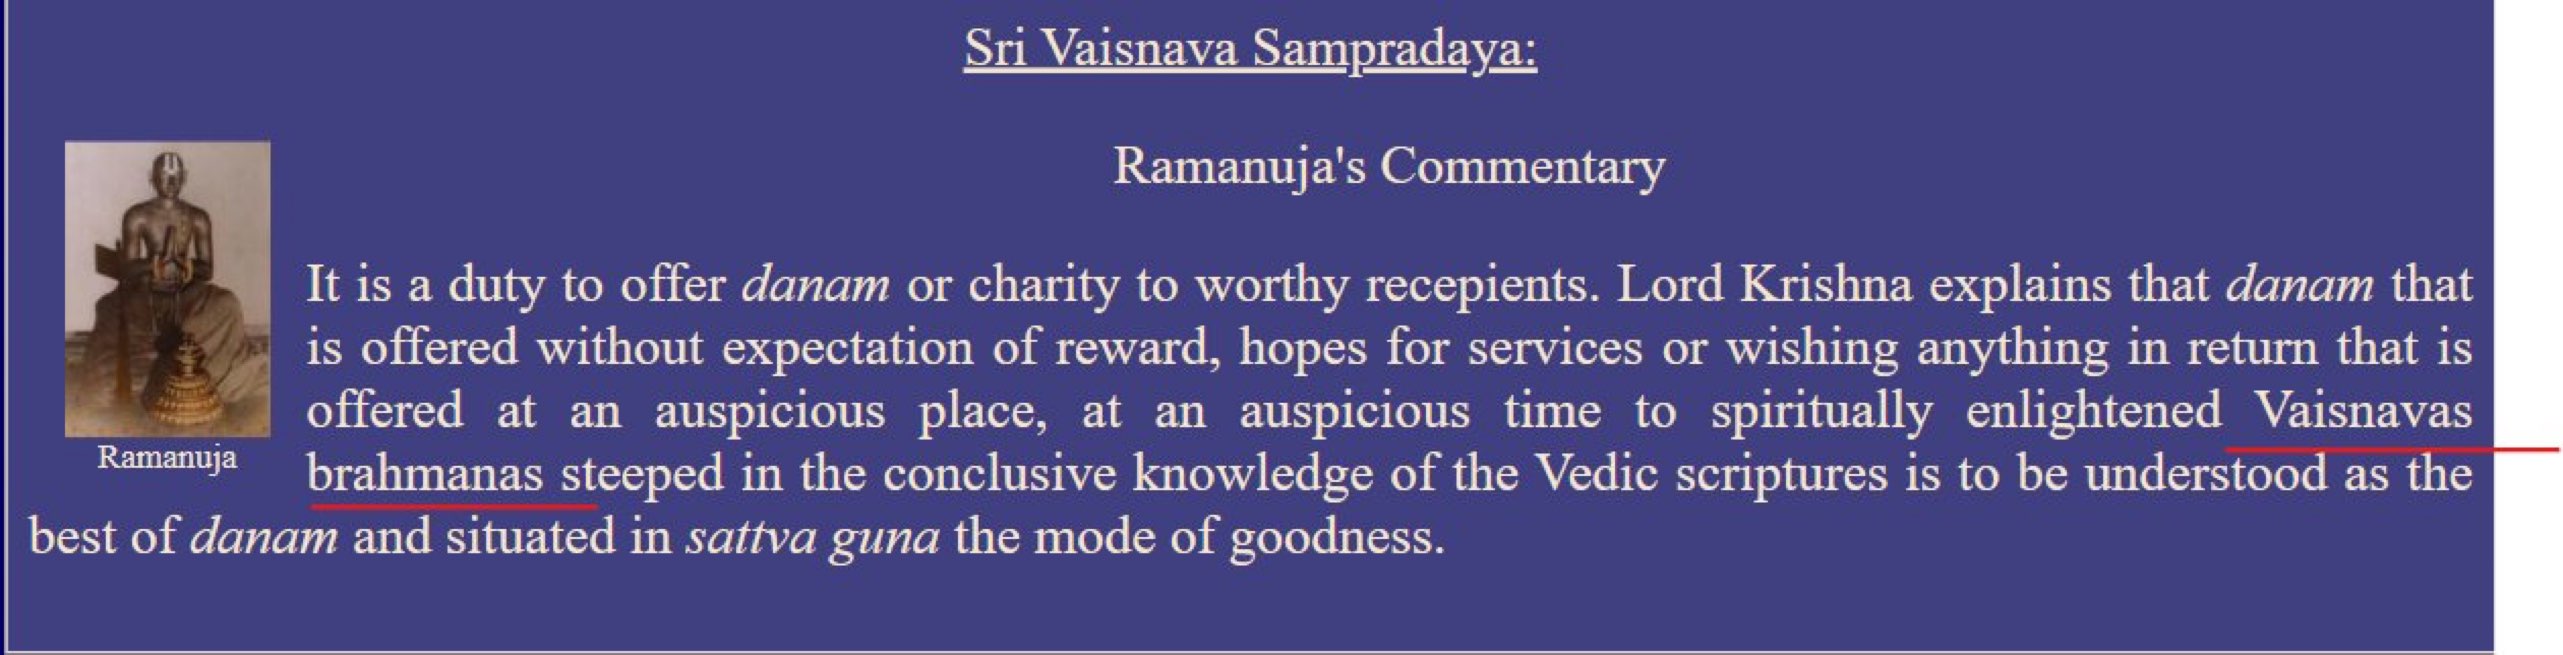 Sri Vaisnava Sampradaya:
Ramanuja's Commentary
It is a duty to offer danam or charity to worthy recepients. Lord Krishna explains that danam that
is offered without expectation of reward, hopes for services or wishing anything in return that is
offered at an auspicious place, at an auspicious time to spiritually enlightened Vaisnavas
Ramanuja
brahmanas steeped in the conclusive knowledge of the Vedic scriptures is to be understood as the
best of danam and situated in sattva guna the mode of goodness.